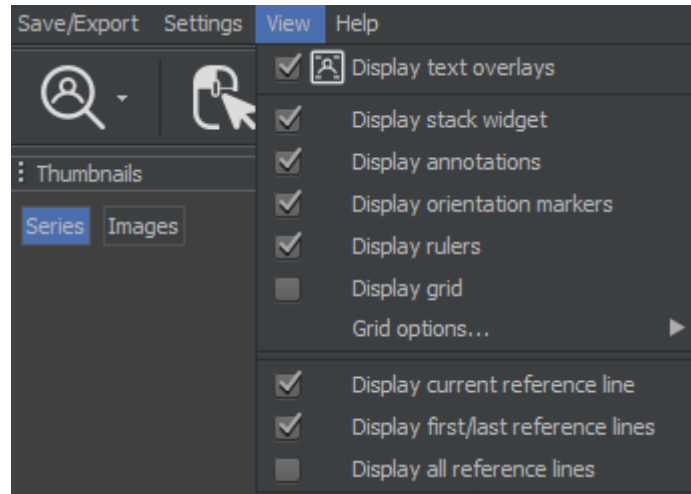 Save/Export Settings View Help
Display text overlays
Display stack widget
Thumbnails
Display annotations
Display orientation markers
Series Images
Display rulers
Display grid
Grid options...
Display current reference line
Display first/last reference lines
Display all reference lines